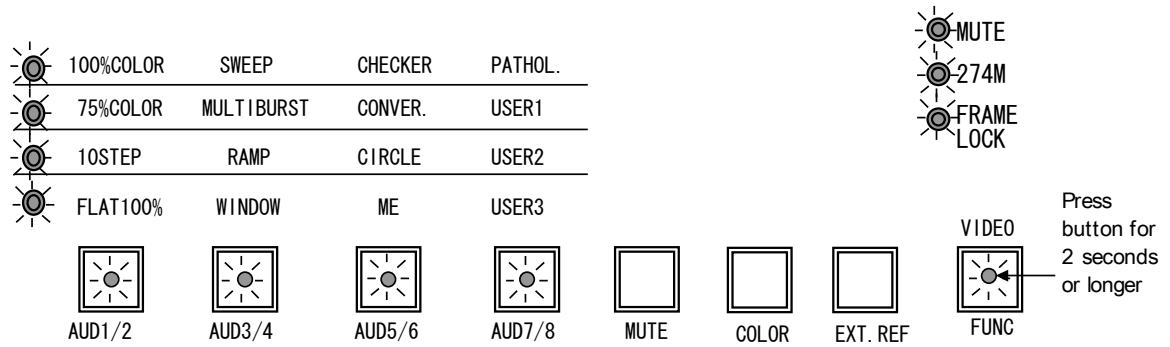 MUTE
100%COLOR SWEEP CHECKER PATHOL.
274M
75%COLOR MULTIBURST CONVER. USER1
FRAME
LOCK
10STEP RAMP CIRCLE USER2
FLAT100% WINDOW ME USER3
VIDEO
Press
button for
2 seconds
or longer
AUD1/2 AUD3/4 AUD5/6 AUD7/8 MUTE COLOR EXT.REF FUNC